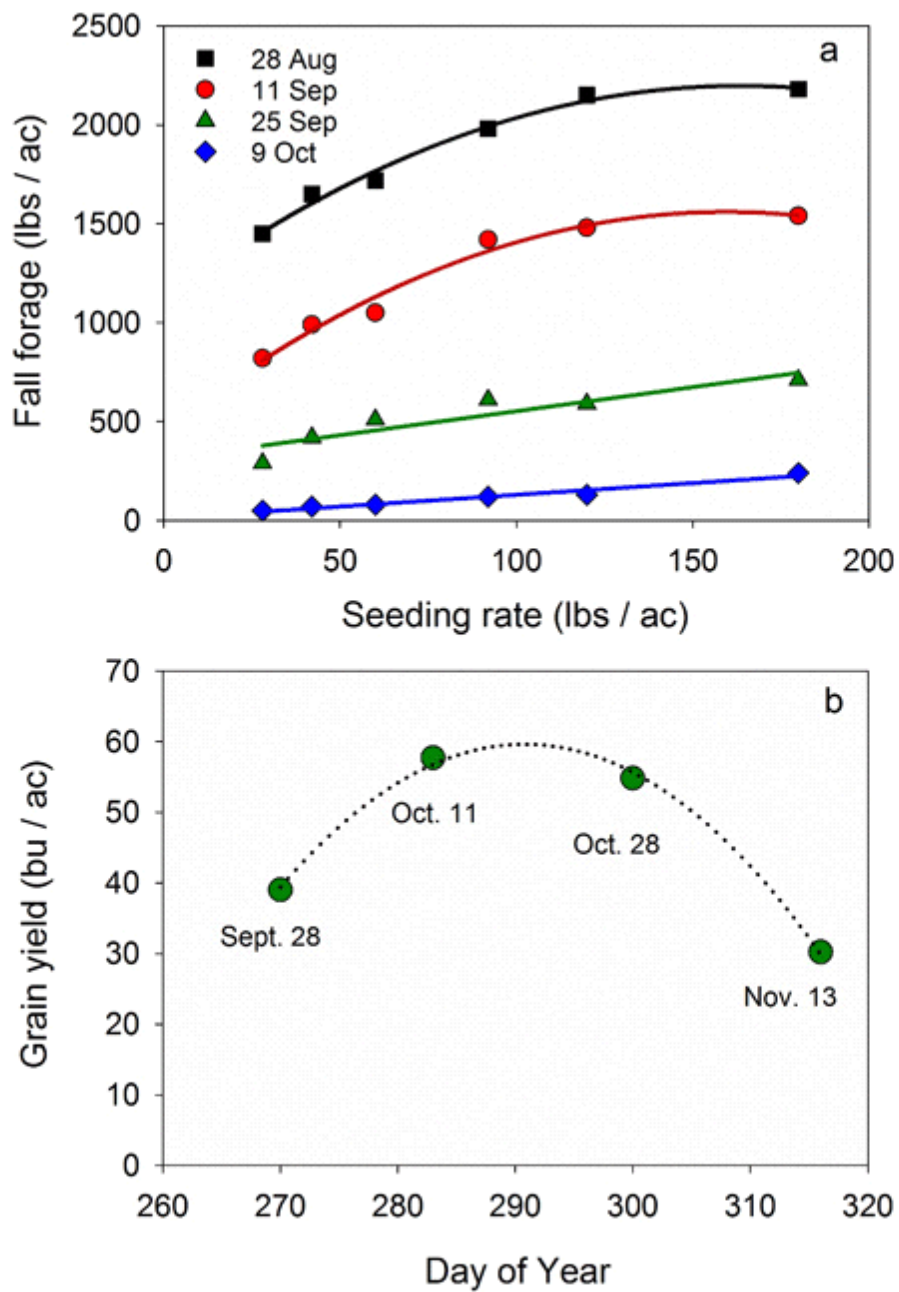 2500
2000
1500
1000
500
0
Fall forage (lbs / ac)
a
28 Aug
11 Sep
25 Sep
9 Oct
0 50 100 150 200
Seeding rate (lbs / ac)
70
60
50
40
30
20
10
0
Grain yield (bu / ac)
b
Oct. 11
Oct. 28
Sept. 28
Nov. 13
260 270 280 290 300 310 320
Day of Year